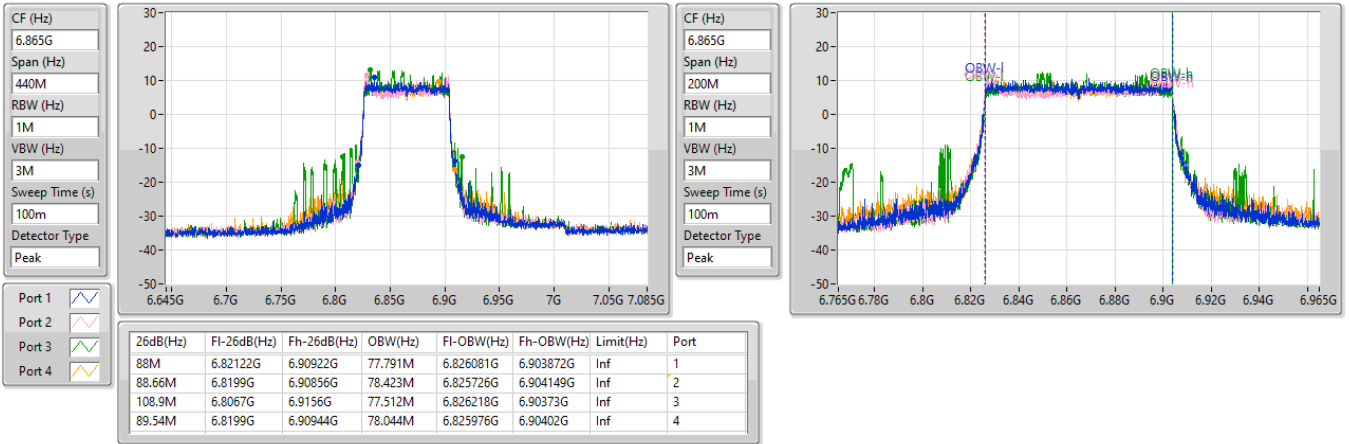 CF (Hz)
6.865G
Span (Hz)
440M
RBW (Hz)
1M
VBW (Hz)
3M
Sweep Time (s)
100m
Detector Type
Peak
30
20
10
0
-10
-20
-30
-40
-50
6.645G 6.7G 6.75G 6.8G 6.85G 6.9G 6.95G 7G 7.05G 7.085G
CF (Hz)
6.865G
Span (Hz)
200M
RBW (Hz)
1M
VBW (Hz)
3M
Sweep Time (s)
100m
Detector Type
Peak
30
20
10
0
-10
-20
-30
-40
-50
OBW-l
OBW-h
6.765G 6.78G 6.8G 6.82G 6.84G 6.86G 6.88G 6.9G 6.92G 6.94G 6.965G
Port 1
Port 2
Port 3
Port 4
26dB(Hz) Fl-26dB(Hz) Fh-26dB(Hz) OBW(Hz) Fl-OBW(Hz) Fh-OBW(Hz) Limit(Hz) Port
88M 6.82122G 6.90922G 77.791M 6.826081G 6.903872G Inf 1
88.66M 6.8199G 6.90856G 78.423M 6.825726G 6.904149G Inf 2
108.9M 6.8067G 6.9156G 77.512M 6.826218G 6.90373G Inf 3
89.54M 6.8199G 6.90944G 78.044M 6.825976G 6.90402G Inf 4